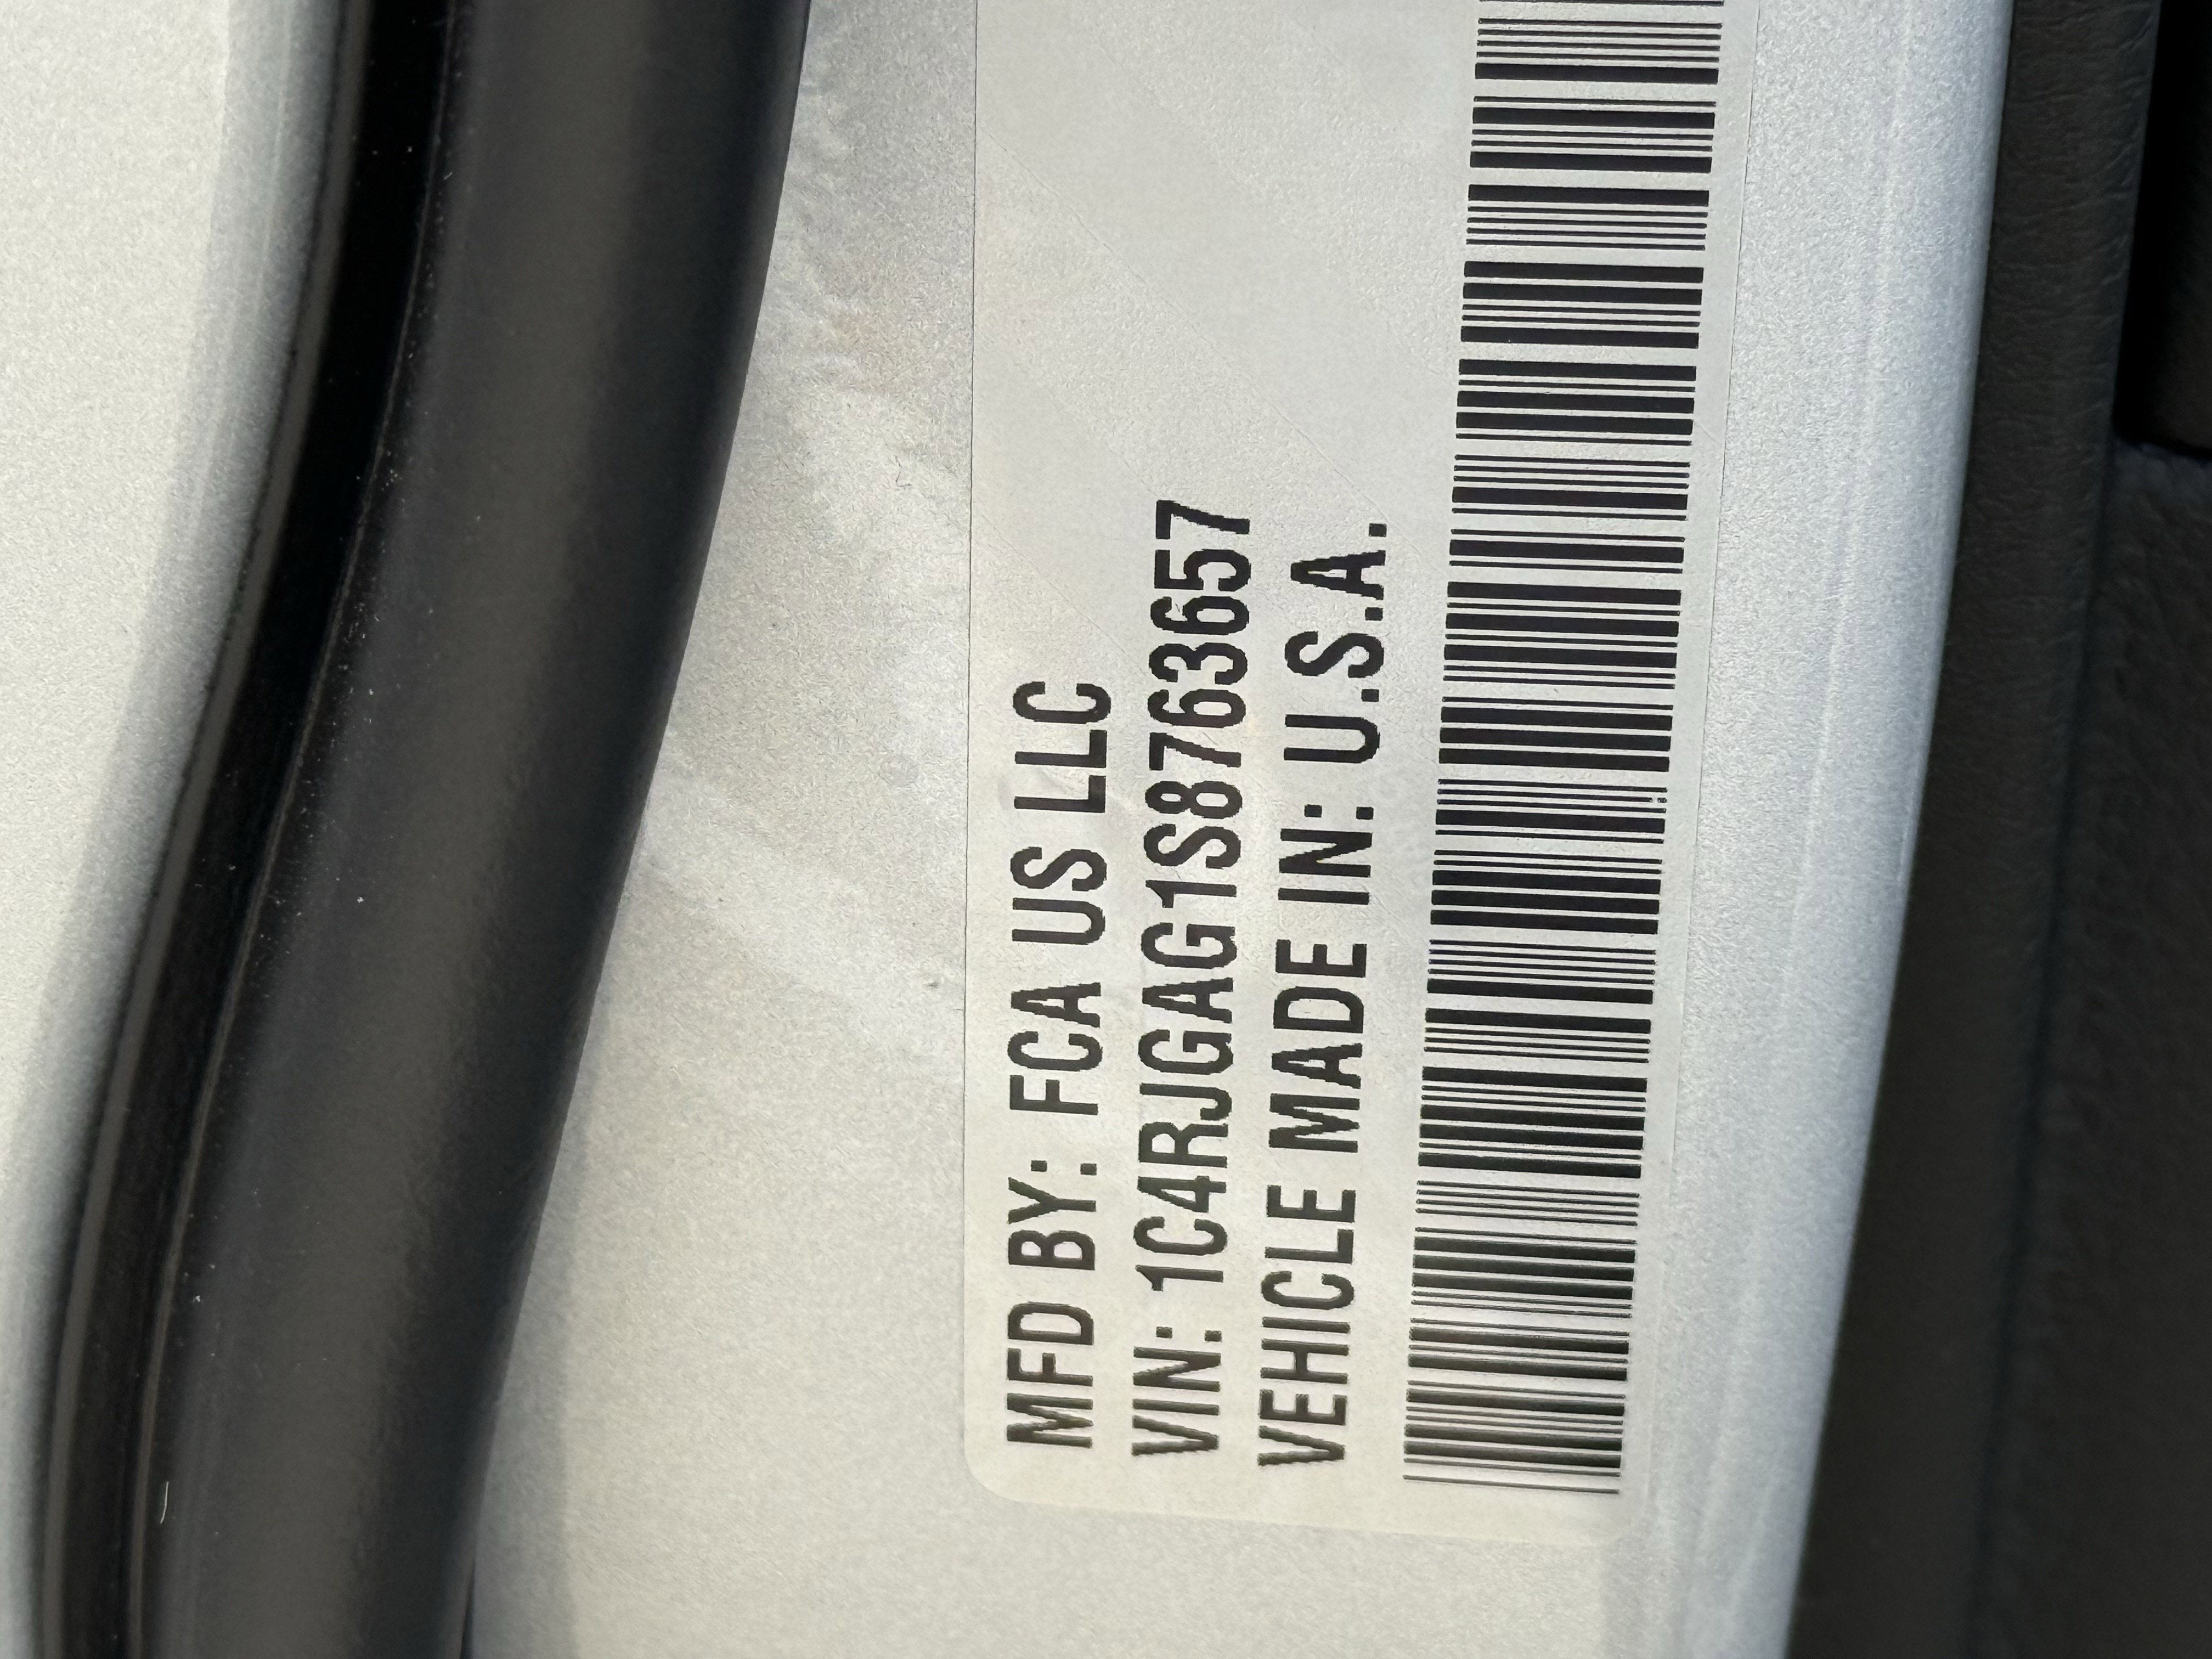 MFD BY: FCA US LLC
VIN: 1C4RJGAG1S8763657
VEHICLE MADE IN: U.S.A.